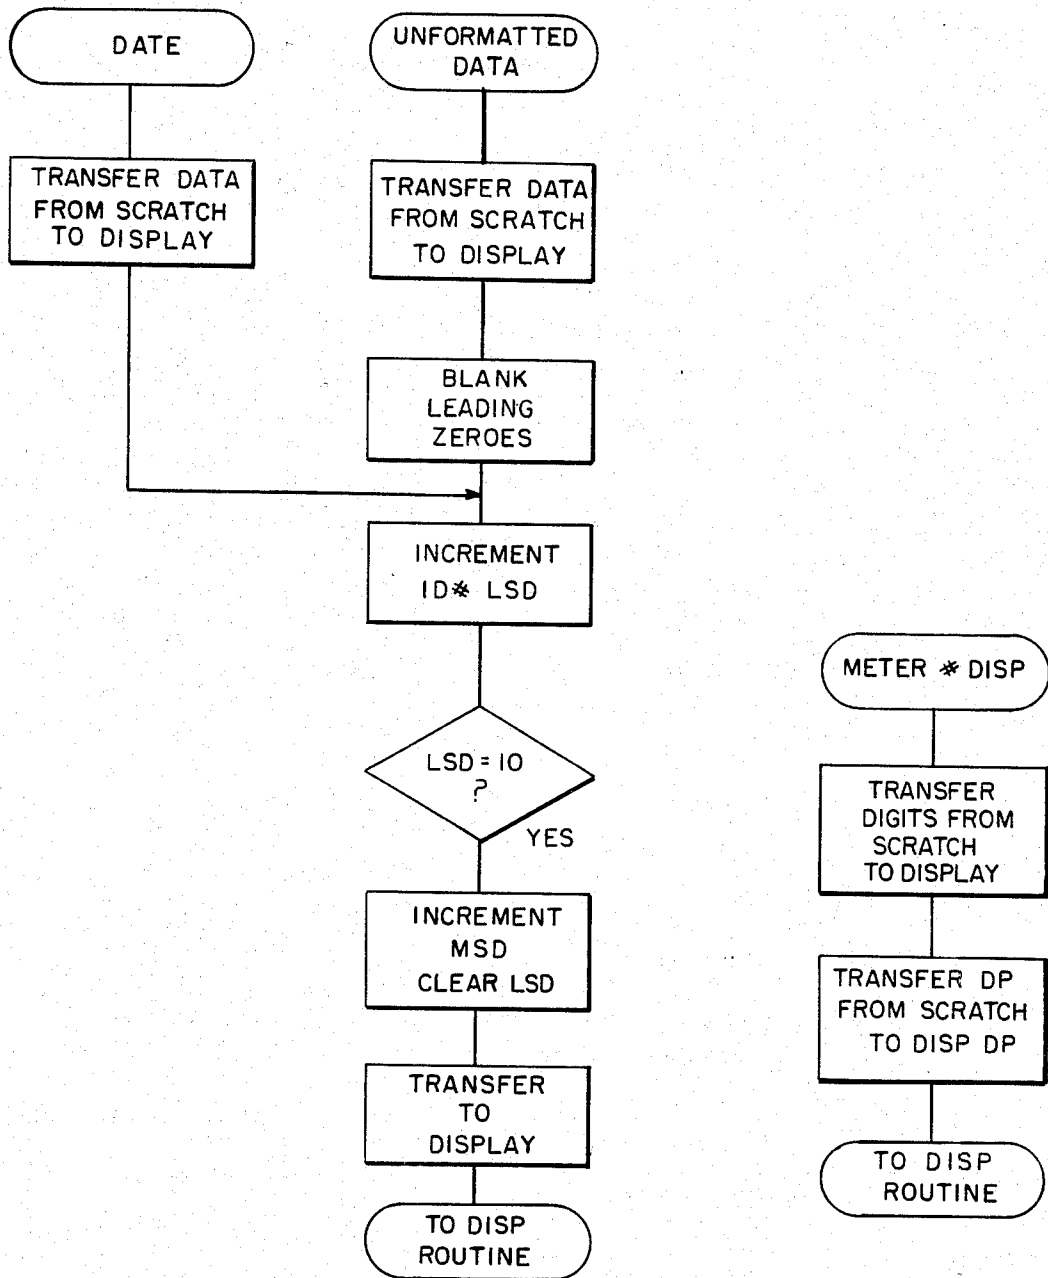 DATE
TRANSFER DATA
FROM SCRATCH
TO DISPLAY
UNFORMATTED
DATA
TRANSFER DATA
FROM SCRATCH
TO DISPLAY
BLANK
LEADING
ZEROES
INCREMENT
ID# LSD
LSD = 10
?
YES
INCREMENT
MSD
CLEAR LSD
TRANSFER
TO
DISPLAY
TO DISP
ROUTINE
METER # DISP
TRANSFER
DIGITS FROM
SCRATCH
TO DISPLAY
TRANSFER DP
FROM SCRATCH
TO DISP DP
TO DISP
ROUTINE